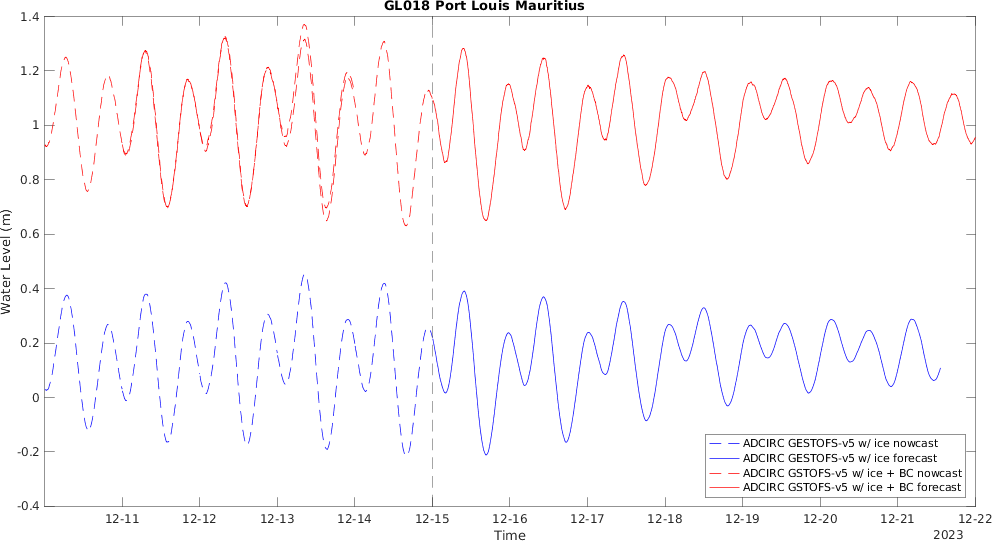 GL018 Port Louis Mauritius
Water Level (m)
1.4
1.2
1
0.8
0.6
0.4
0.2
0
-0.2
-0.4
ADCIRC GESTOFS-v5 w/ ice nowcast
ADCIRC GESTOFS-v5 w/ ice forecast
ADCIRC GSTOFS-v5 w/ ice + BC nowcast
ADCIRC GSTOFS-v5 w/ ice + BC forecast
12-11 12-12 12-13 12-14 12-15 12-16 12-17 12-18 12-19 12-20 12-21 12-22
Time
2023